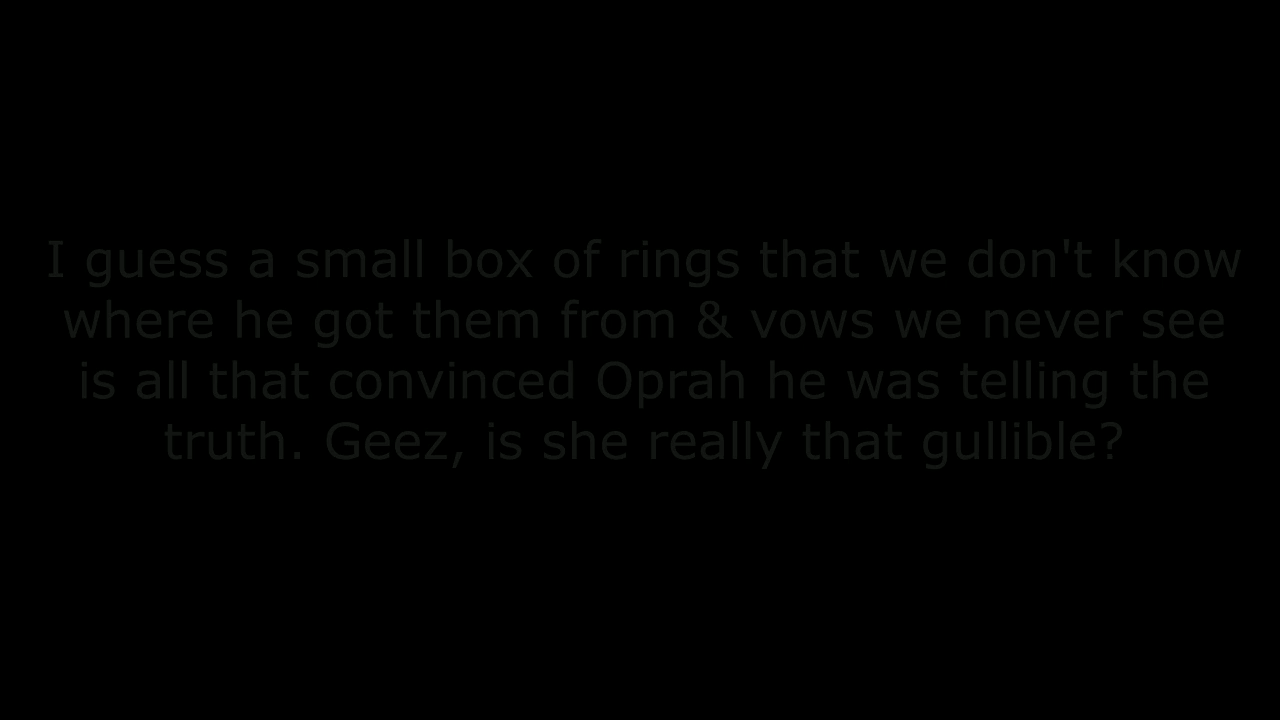 I guess a small box of rings that we don't know
where he got them from & vows we never see
is all that convinced Oprah he was telling the
truth. Geez, is she really that gullible?